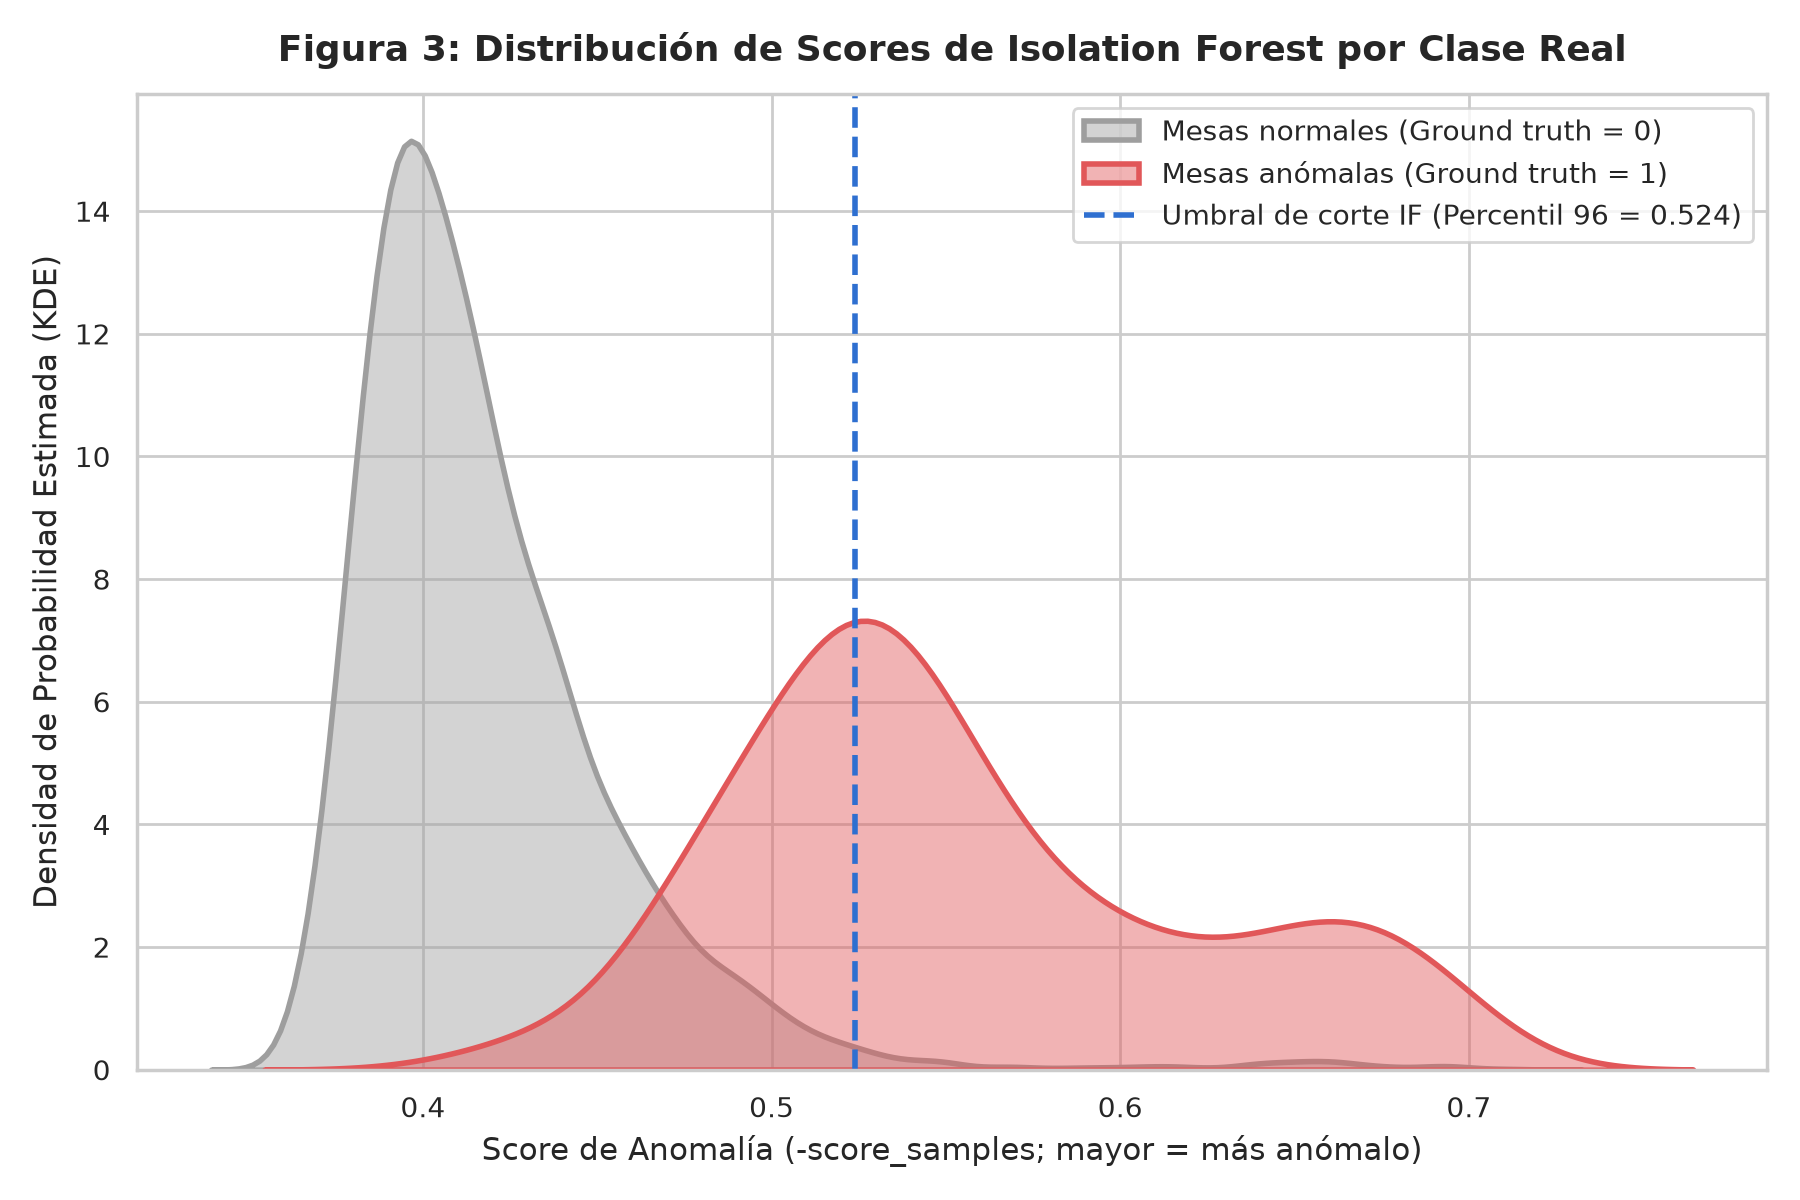 Figura 3: Distribución de Scores de Isolation Forest por Clase Real
Mesas normales (Ground truth = 0)
Mesas anómalas (Ground truth = 1)
Umbral de corte IF (Percentil 96 = 0.524)
Densidad de Probabilidad Estimada (KDE)
14
12
10
8
6
4
2
0
0.4 0.5 0.6 0.7
Score de Anomalía (-score_samples; mayor = más anómalo)